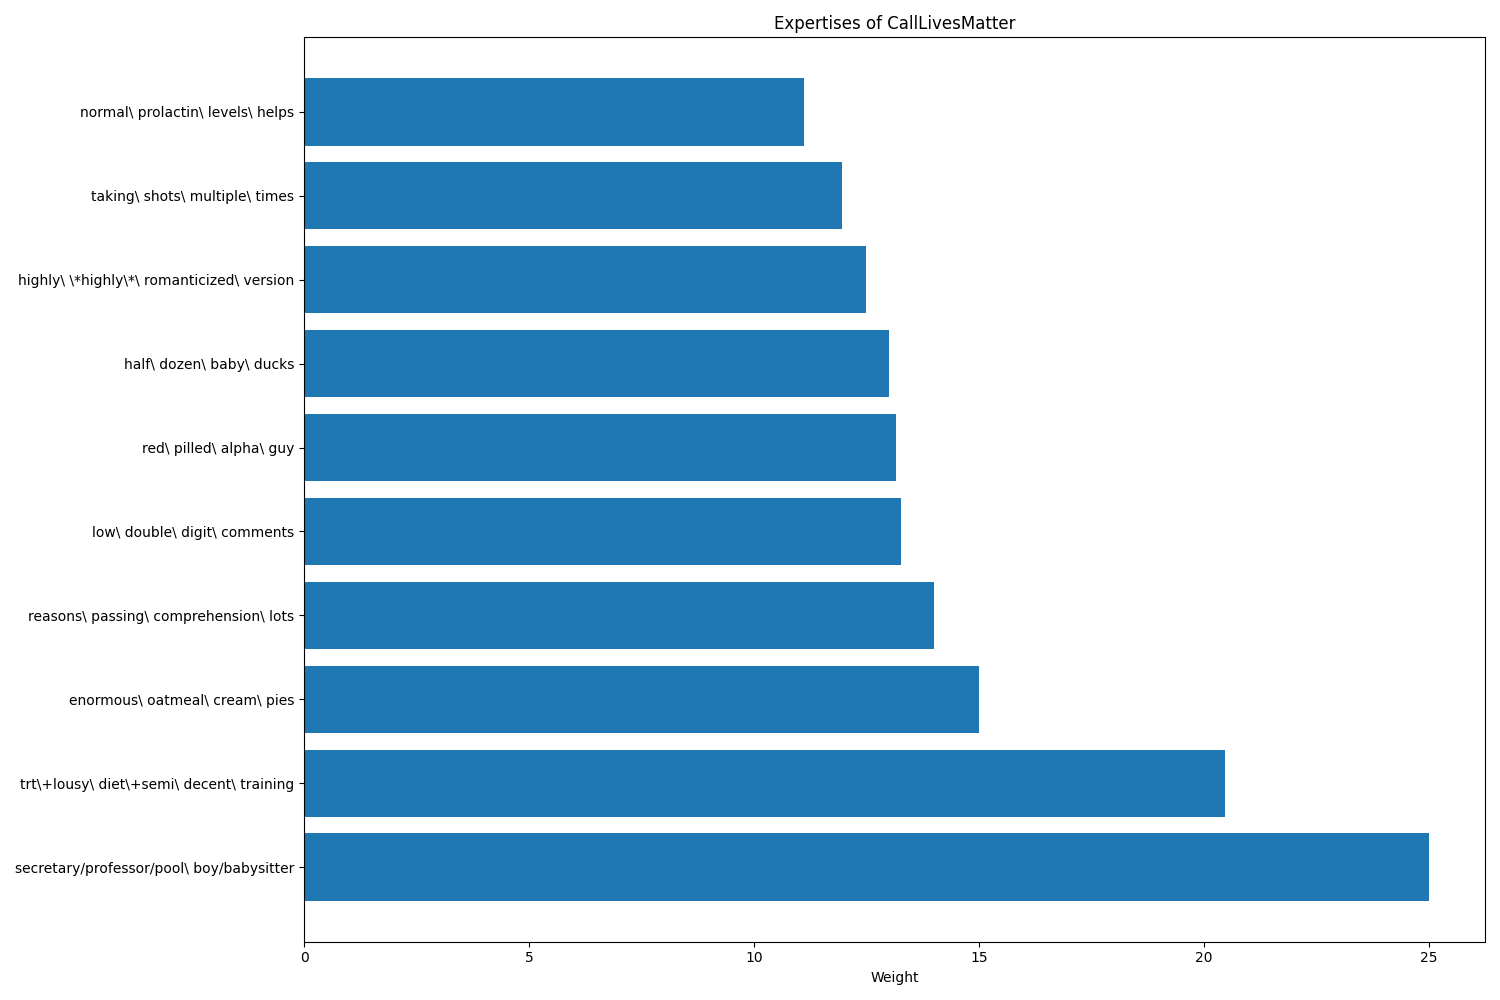 Expertises of CallLivesMatter
normal\ prolactin\ levels\ helps
taking\ shots\ multiple\ times
highly\ \*highly\*\ romanticized\ version
half\ dozen\ baby\ ducks
red\ pilled\ alpha\ guy
low\ double\ digit\ comments
reasons\ passing\ comprehension\ lots
enormous\ oatmeal\ cream\ pies
trt\+lousy\ diet\+semi\ decent\ training
secretary/professor/pool\ boy/babysitter
0 5 10 15 20 25
Weight